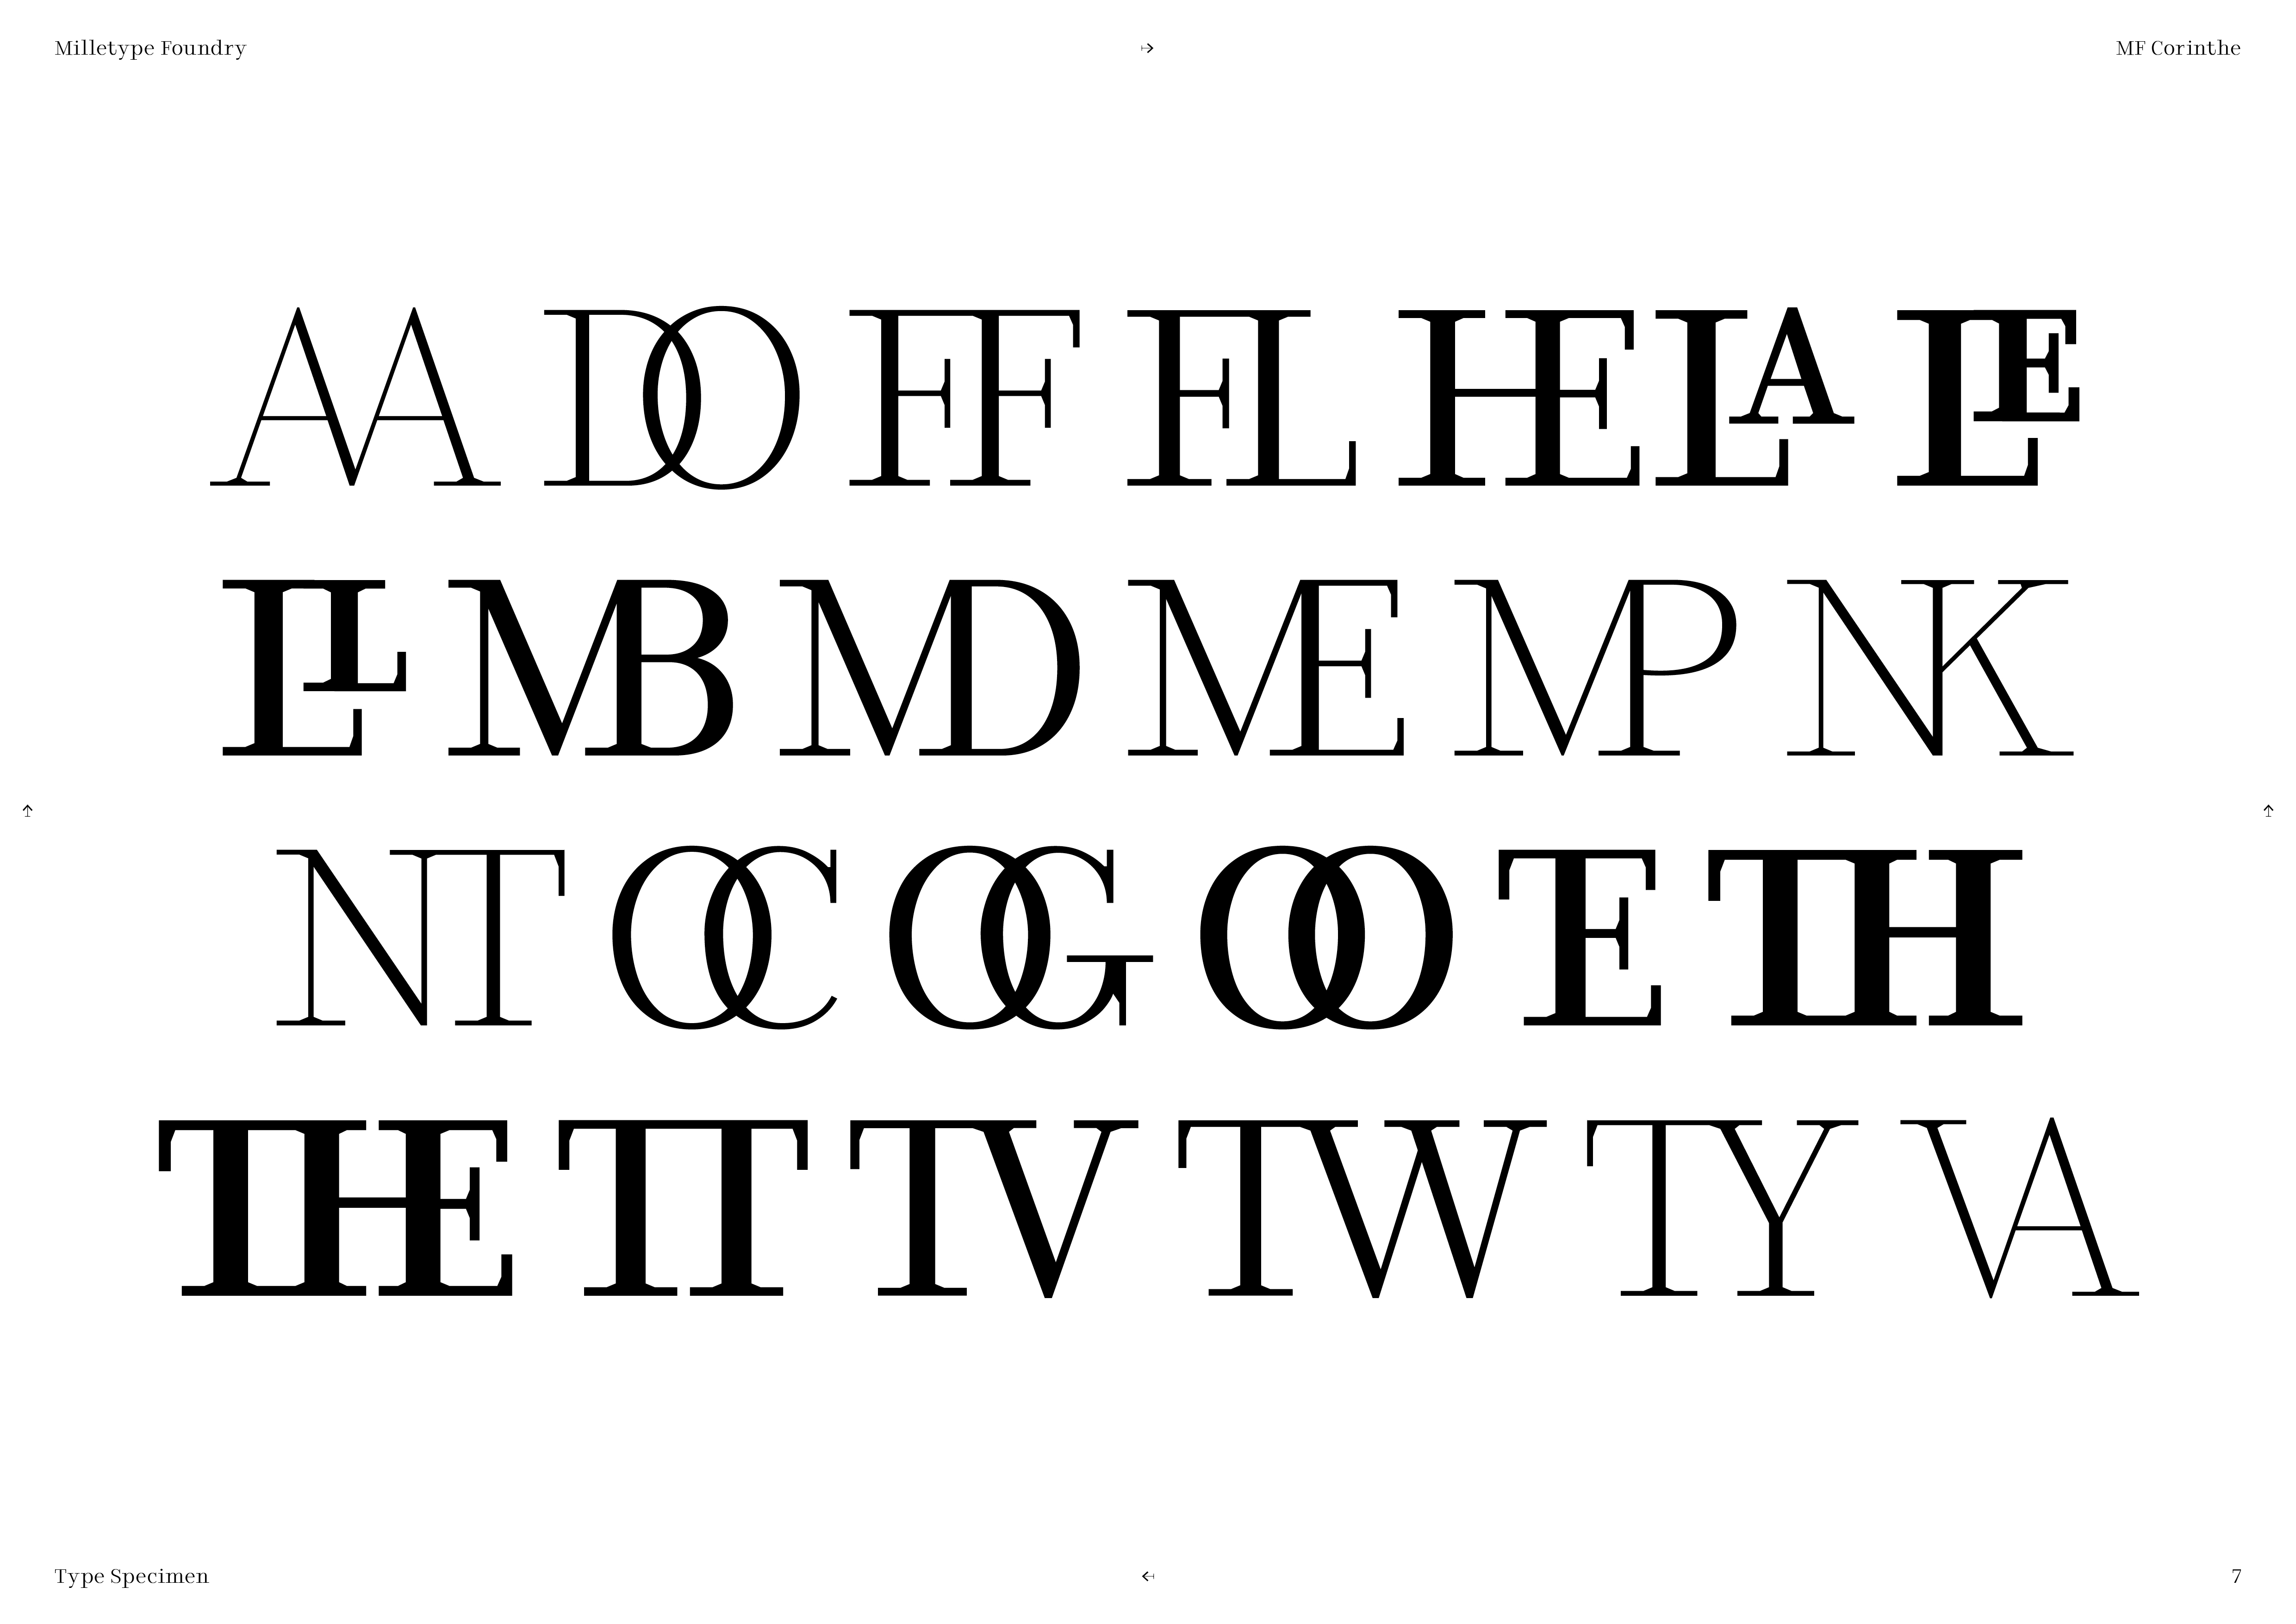 Milletype Foundry → MF Corinthe
AA DO FF FL HE LA LE
LL MB MD ME MP NK
NT OC OG OO TE TH
↑ ↑
THE TT TV TW TY VA
Type Specimen ← 7